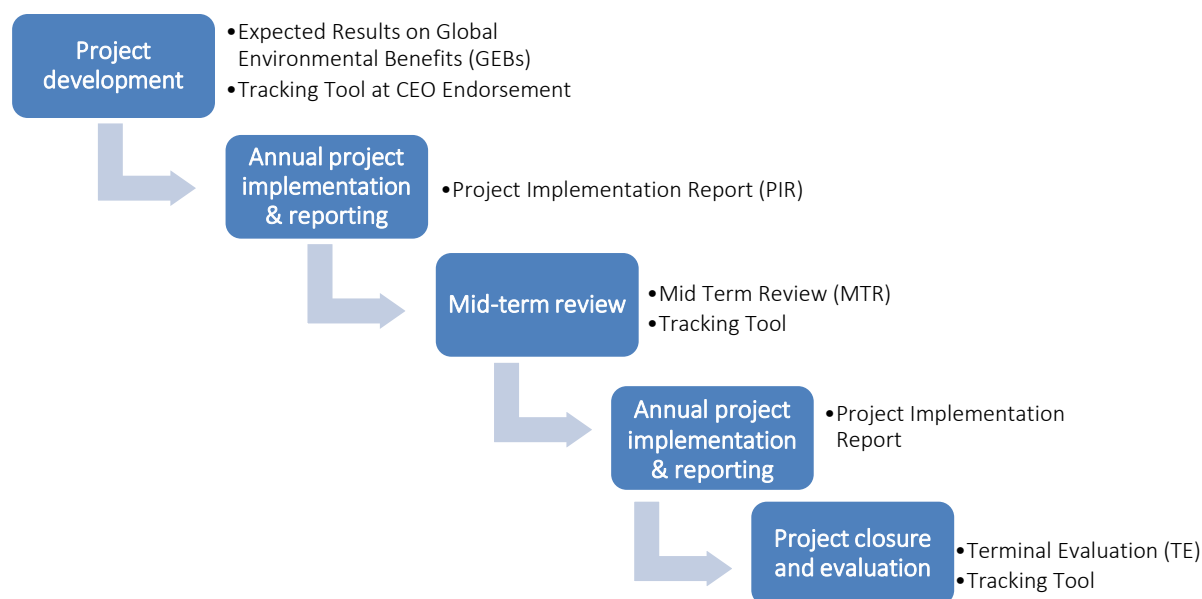 Project
development
•Expected Results on Global
Environmental Benefits (GEBs)
•Tracking Tool at CEO Endorsement
Annual project
implementation
& reporting
•Project Implementation Report (PIR)
Mid-term review
•Mid Term Review (MTR)
•Tracking Tool
Annual project
implementation
& reporting
•Project Implementation
Report
Project closure
and evaluation
•Terminal Evaluation (TE)
•Tracking Tool